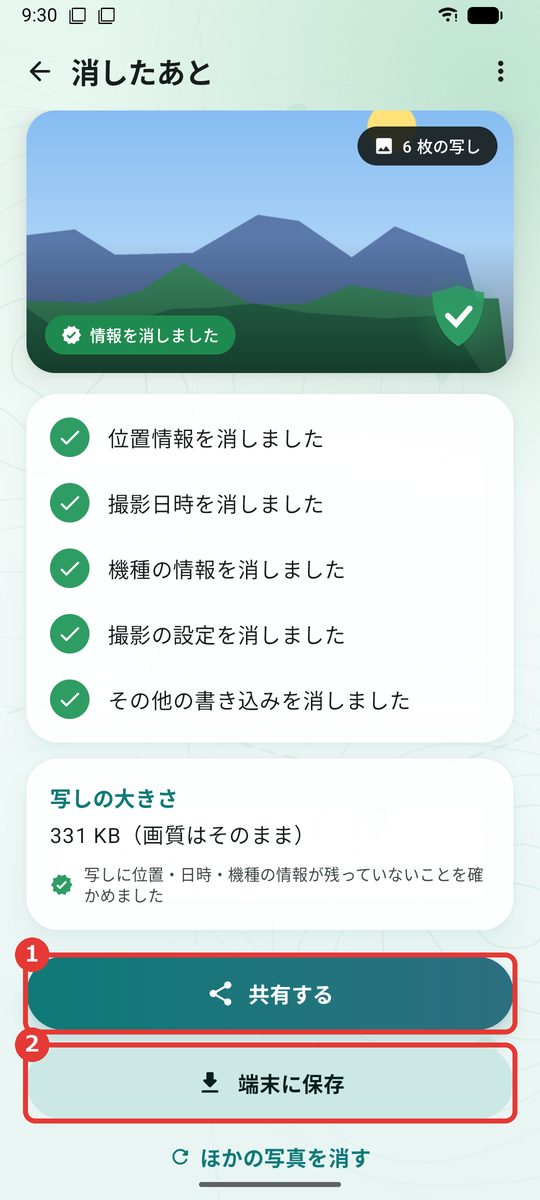 9:30
消したあと
6 枚の写し
情報を消しました
位置情報を消しました
撮影日時を消しました
機種の情報を消しました
撮影の設定を消しました
その他の書き込みを消しました
写しの大きさ
331 KB（画質はそのまま）
写しに位置・日時・機種の情報が残っていないことを確
かめました
1
共有する
2
端末に保存
ほかの写真を消す